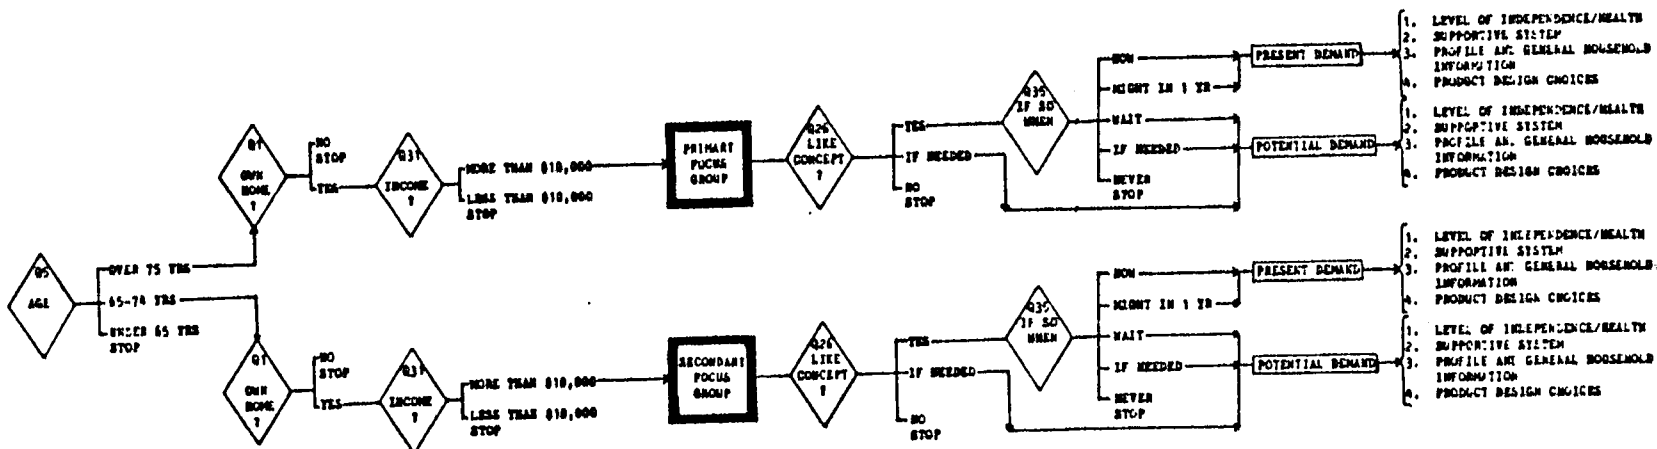 Q5
AGE
OVER 75 YRS
65-74 YRS
UNDER 65 YRS
STOP
Q1
OWN
HOME
?
NO
STOP
YES
Q31
INCOME
?
MORE THAN $10,000
LESS THAN $10,000
STOP
PRIMARY
FOCUS
GROUP
Q26
LIKE
CONCEPT
?
YES
IF NEEDED
NO
STOP
Q35
IF SO
WHEN
NOW
MIGHT IN 1 YR
WAIT
IF NEEDED
NEVER
STOP
PRESENT DEMAND
POTENTIAL DEMAND
1. LEVEL OF INDEPENDENCE/HEALTH
2. SUPPORTIVE SYSTEM
3. PROFILE AND GENERAL HOUSEHOLD
INFORMATION
4. PRODUCT DESIGN CHOICES
1. LEVEL OF INDEPENDENCE/HEALTH
2. SUPPORTIVE SYSTEM
3. PROFILE AND GENERAL HOUSEHOLD
INFORMATION
4. PRODUCT DESIGN CHOICES
Q1
OWN
HOME
?
NO
STOP
YES
Q31
INCOME
?
MORE THAN $10,000
LESS THAN $10,000
STOP
SECONDARY
FOCUS
GROUP
Q26
LIKE
CONCEPT
?
YES
IF NEEDED
NO
STOP
Q35
IF SO
WHEN
NOW
MIGHT IN 1 YR
WAIT
IF NEEDED
NEVER
STOP
PRESENT DEMAND
POTENTIAL DEMAND
1. LEVEL OF INDEPENDENCE/HEALTH
2. SUPPORTIVE SYSTEM
3. PROFILE AND GENERAL HOUSEHOLD
INFORMATION
4. PRODUCT DESIGN CHOICES
1. LEVEL OF INDEPENDENCE/HEALTH
2. SUPPORTIVE SYSTEM
3. PROFILE AND GENERAL HOUSEHOLD
INFORMATION
4. PRODUCT DESIGN CHOICES